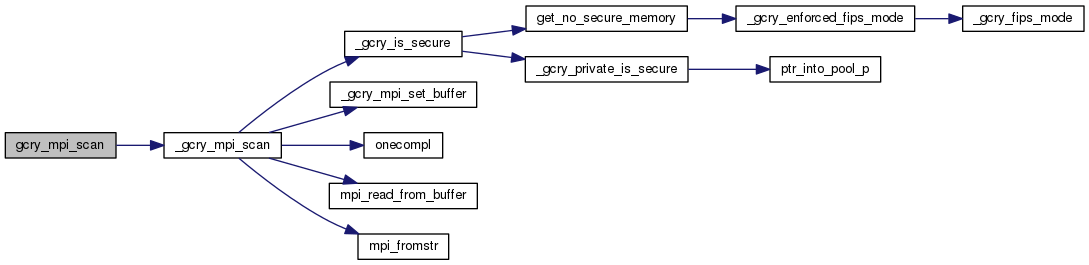 gcry_mpi_scan
_gcry_mpi_scan
_gcry_is_secure
get_no_secure_memory
_gcry_enforced_fips_mode
_gcry_fips_mode
_gcry_private_is_secure
ptr_into_pool_p
_gcry_mpi_set_buffer
onecompl
mpi_read_from_buffer
mpi_fromstr